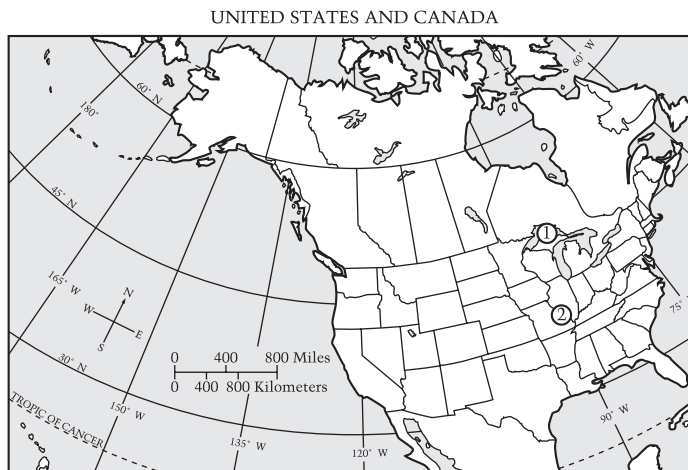 UNITED STATES AND CANADA
60° W
60° N
180°
45° N
1
165° W
W
N
E
S
2
75°
0 400 800 Miles
0 400 800 Kilometers
30° N
TROPIC OF CANCER
150° W
135° W
120° W
90° W